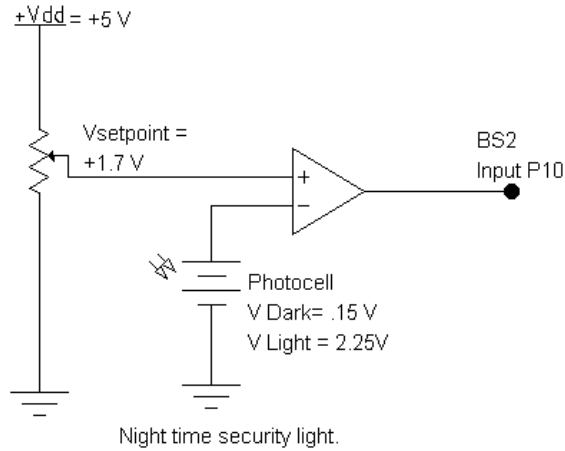 +Vdd = +5 V
Vsetpoint =
+1.7 V
BS2
Input P10
+
−
Photocell
V Dark= .15 V
V Light = 2.25V
Night time security light.